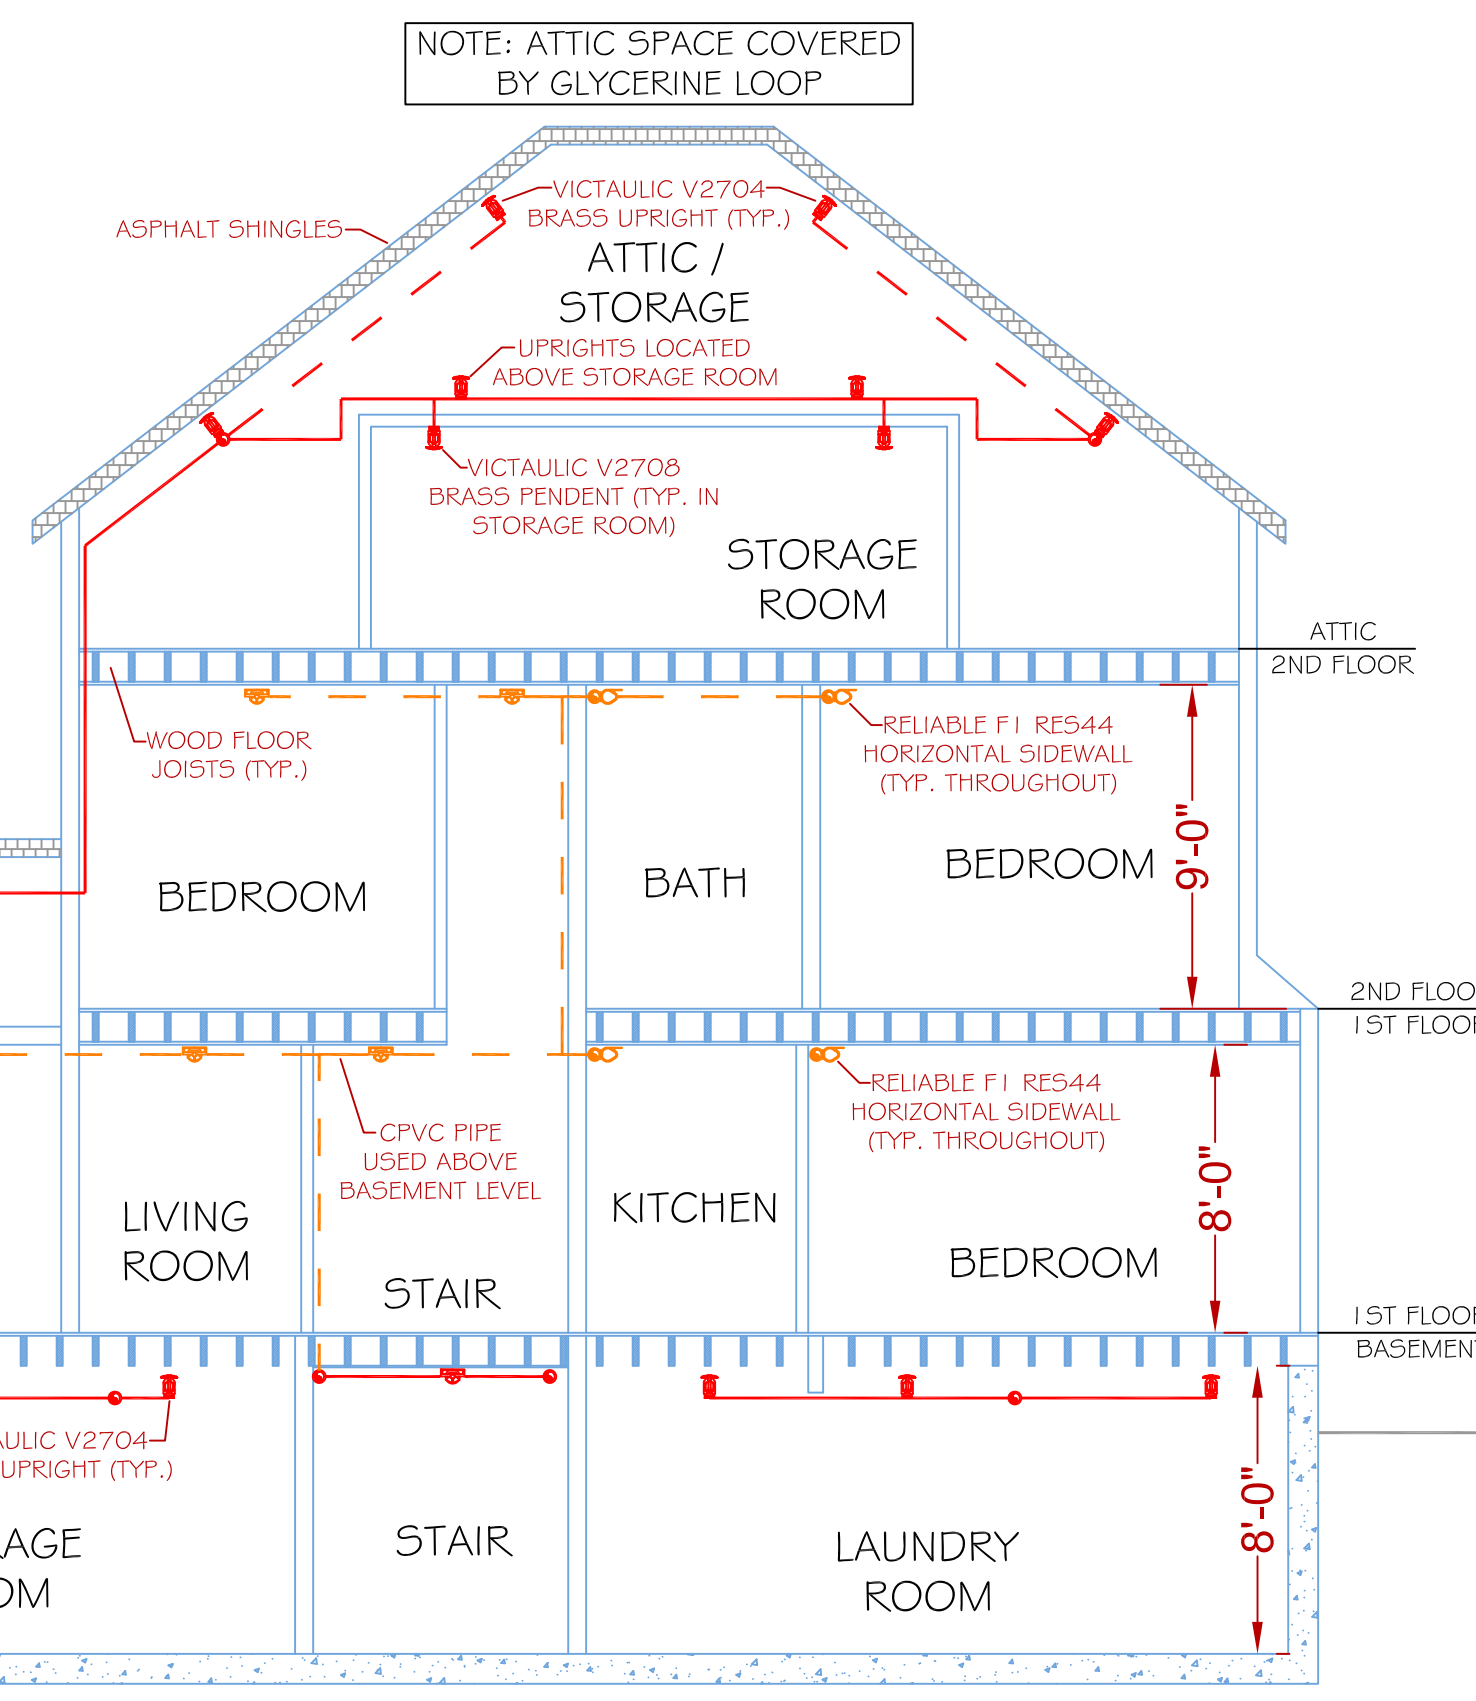 NOTE: ATTIC SPACE COVERED
BY GLYCERINE LOOP
VICTAULIC V2704
BRASS UPRIGHT (TYP.)
ASPHALT SHINGLES
ATTIC /
STORAGE
UPRIGHTS LOCATED
ABOVE STORAGE ROOM
VICTAULIC V2708
BRASS PENDENT (TYP. IN
STORAGE ROOM)
STORAGE
ROOM
ATTIC
2ND FLOOR
WOOD FLOOR
JOISTS (TYP.)
RELIABLE F1 RES44
HORIZONTAL SIDEWALL
(TYP. THROUGHOUT)
9'-0"
BEDROOM
BATH
BEDROOM
2ND FLOO
1ST FLOOR
RELIABLE F1 RES44
HORIZONTAL SIDEWALL
(TYP. THROUGHOUT)
CPVC PIPE
USED ABOVE
BASEMENT LEVEL
8'-0"
LIVING
ROOM
KITCHEN
BEDROOM
STAIR
1ST FLOOR
BASEMENT
AULIC V2704
UPRIGHT (TYP.)
8'-0"
RAGE
OM
STAIR
LAUNDRY
ROOM